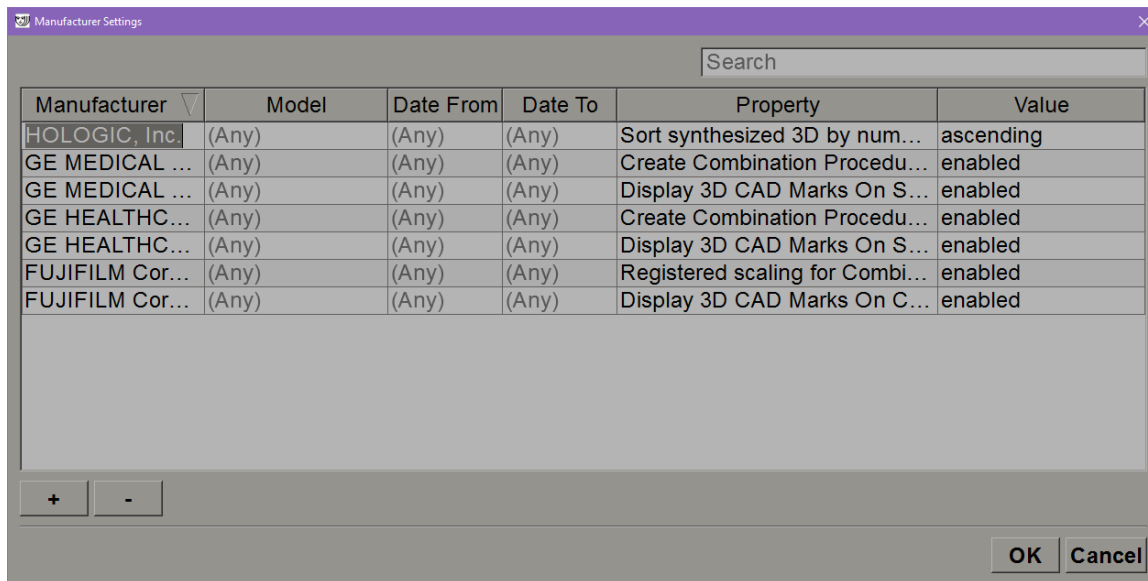 Manufacturer Settings
Search
Manufacturer Model Date From Date To Property Value
HOLOGIC, Inc. (Any) (Any) (Any) Sort synthesized 3D by num... ascending
GE MEDICAL ... (Any) (Any) (Any) Create Combination Procedu... enabled
GE MEDICAL ... (Any) (Any) (Any) Display 3D CAD Marks On S... enabled
GE HEALTHC... (Any) (Any) (Any) Create Combination Procedu... enabled
GE HEALTHC... (Any) (Any) (Any) Display 3D CAD Marks On S... enabled
FUJIFILM Cor... (Any) (Any) (Any) Registered scaling for Combi... enabled
FUJIFILM Cor... (Any) (Any) (Any) Display 3D CAD Marks On C... enabled
+ -
OK Cancel